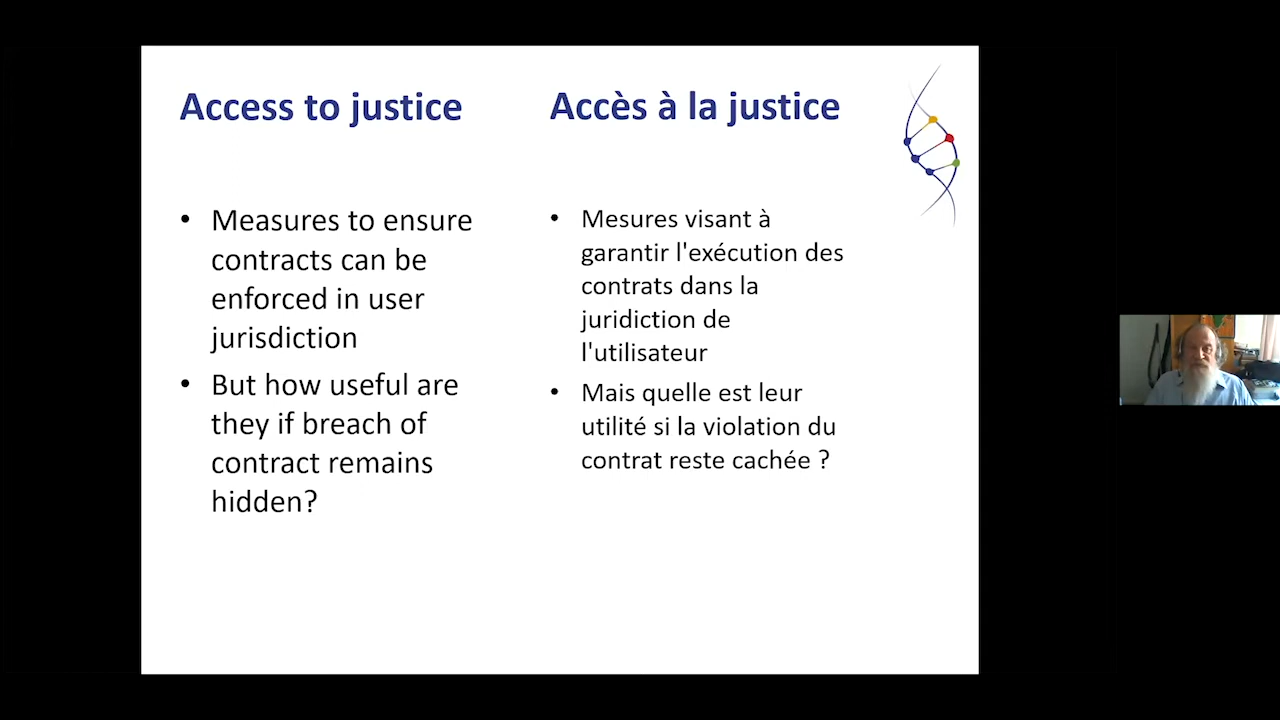 Access to justice
• Measures to ensure
contracts can be
enforced in user
jurisdiction
• But how useful are
they if breach of
contract remains
hidden?
Accès à la justice
• Mesures visant à
garantir l'exécution des
contrats dans la
juridiction de
l'utilisateur
• Mais quelle est leur
utilité si la violation du
contrat reste cachée ?